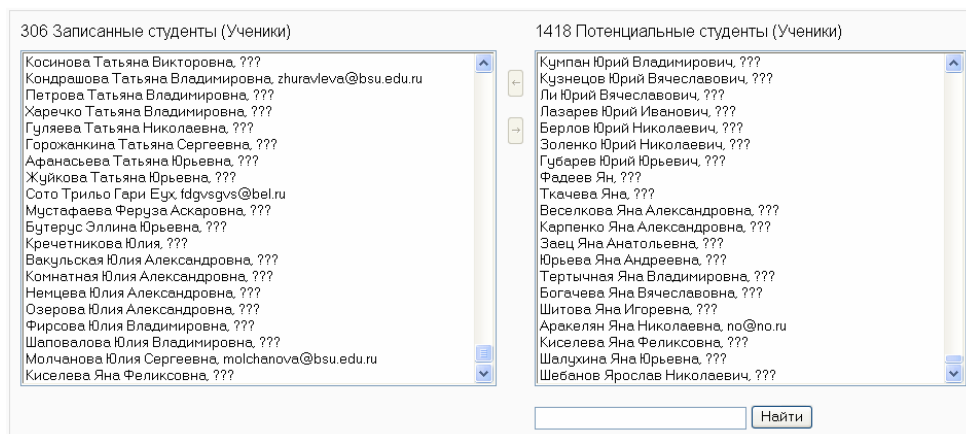 306 Записанные студенты (Ученики)
Косинова Татьяна Викторовна, ???
Кондрашова Татьяна Владимировна, zhuravleva@bsu.edu.ru
Петрова Татьяна Владимировна, ???
Харечко Татьяна Владимировна, ???
Гуляева Татьяна Николаевна, ???
Горожанкина Татьяна Сергеевна, ???
Афанасьева Татьяна Юрьевна, ???
Жуйкова Татьяна Юрьевна, ???
Сото Трильо Гари Еух, fdgvsgvs@bel.ru
Мустафаева Феруза Аскаровна, ???
Бутерус Эллина Юрьевна, ???
Кречетникова Юлия, ???
Вакульская Юлия Александровна, ???
Комнатная Юлия Александровна, ???
Немцева Юлия Александровна, ???
Озерова Юлия Александровна, ???
Фирсова Юлия Владимировна, ???
Шаповалова Юлия Владимировна, ???
Молчанова Юлия Сергеевна, molchanova@bsu.edu.ru
Киселева Яна Феликсовна, ???
←
→
1418 Потенциальные студенты (Ученики)
Кумпан Юрий Владимирович, ???
Кузнецов Юрий Вячеславович, ???
Ли Юрий Вячеславович, ???
Лазарев Юрий Иванович, ???
Берлов Юрий Николаевич, ???
Золенко Юрий Николаевич, ???
Губарев Юрий Юрьевич, ???
Фадеев Ян, ???
Ткачева Яна, ???
Веселкова Яна Александровна, ???
Карпенко Яна Александровна, ???
Заец Яна Анатольевна, ???
Юрьева Яна Андреевна, ???
Тертычная Яна Владимировна, ???
Богачева Яна Вячеславовна, ???
Шитова Яна Игоревна, ???
Аракелян Яна Николаевна, no@no.ru
Киселева Яна Феликсовна, ???
Шалухина Яна Юрьевна, ???
Шебанов Ярослав Николаевич, ???
Найти